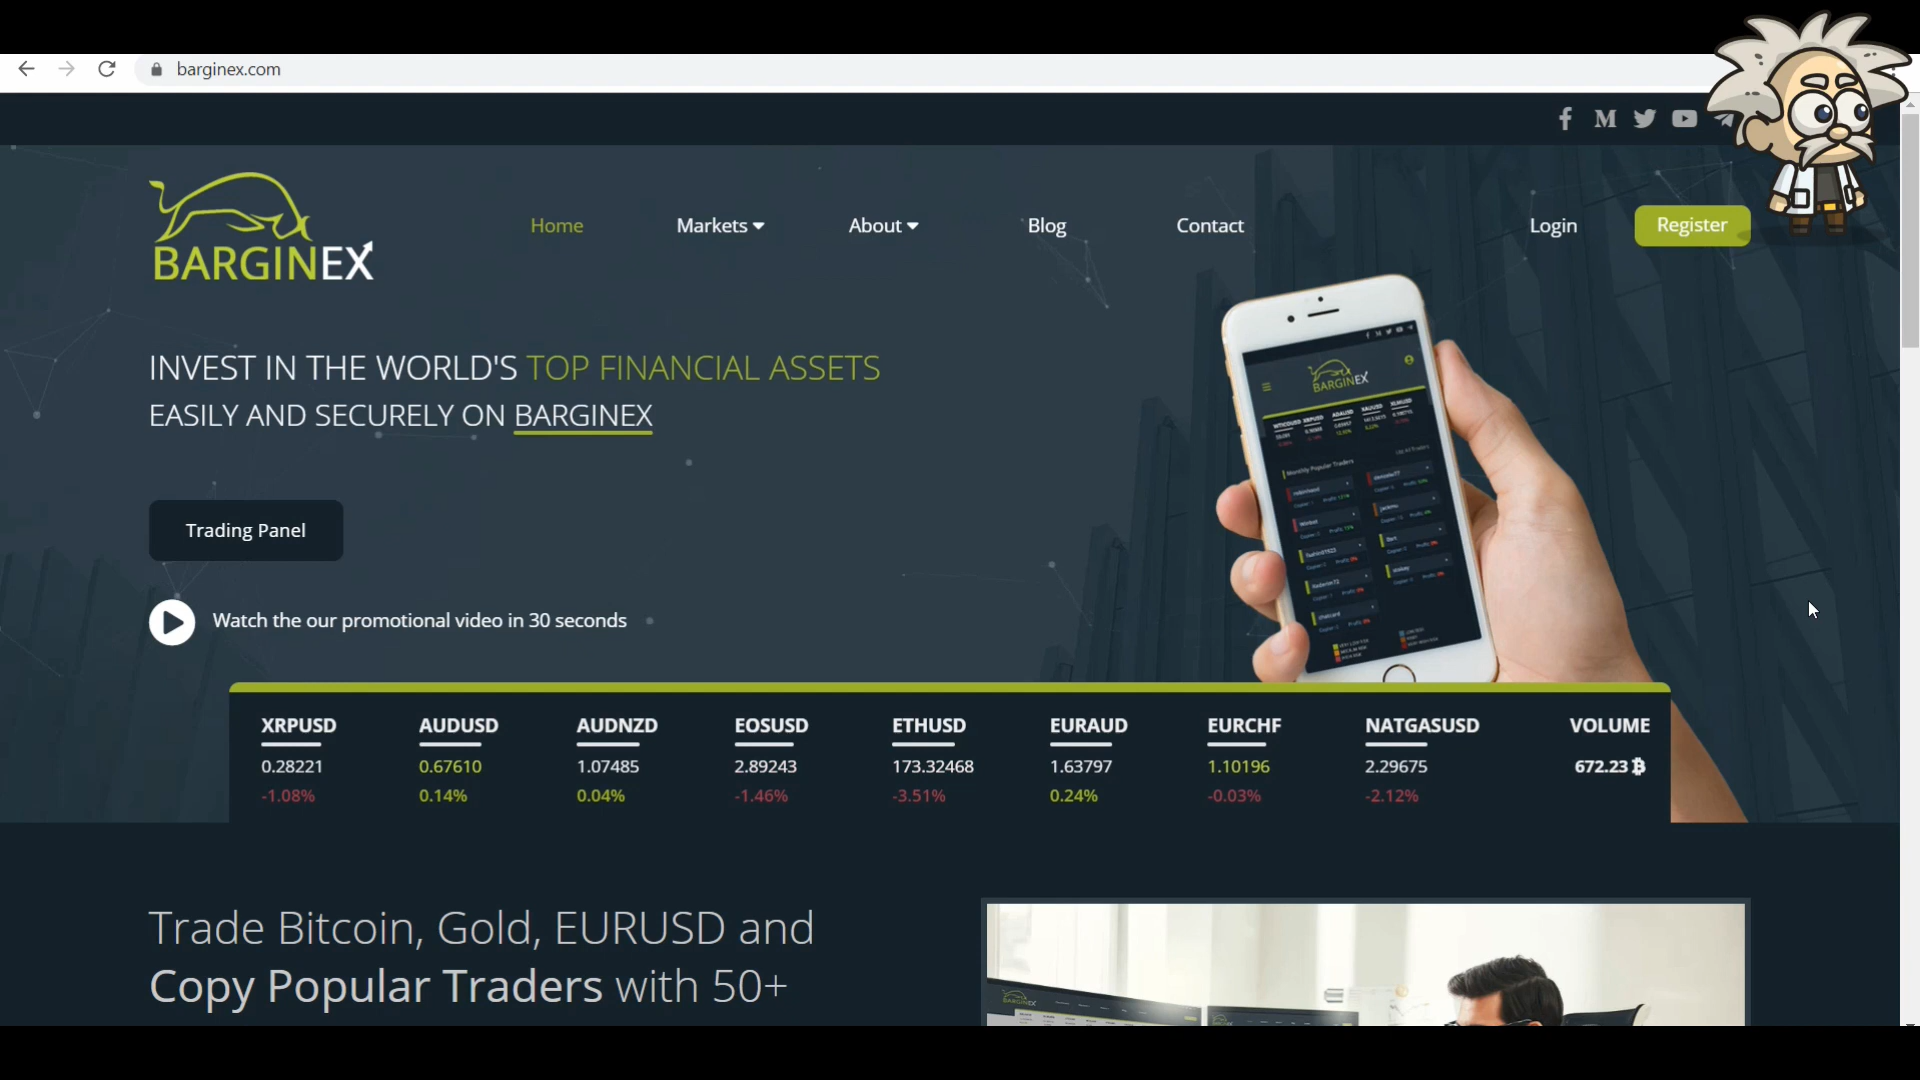 barginex.com
BARGINEX
Home
Markets
About
Blog
Contact
Login
Register
INVEST IN THE WORLD'S TOP FINANCIAL ASSETS
EASILY AND SECURELY ON BARGINEX
Trading Panel
Watch the our promotional video in 30 seconds
BARGINEX
Monthly Popular Traders
XRPUSD AUDUSD AUDNZD EOSUSD ETHUSD EURAUD EURCHF NATGASUSD VOLUME
0.28221 0.67610 1.07485 2.89243 173.32468 1.63797 1.10196 2.29675 672.23
-1.08% 0.14% 0.04% -1.46% -3.51% 0.24% -0.03% -2.12%
Trade Bitcoin, Gold, EURUSD and
Copy Popular Traders with 50+